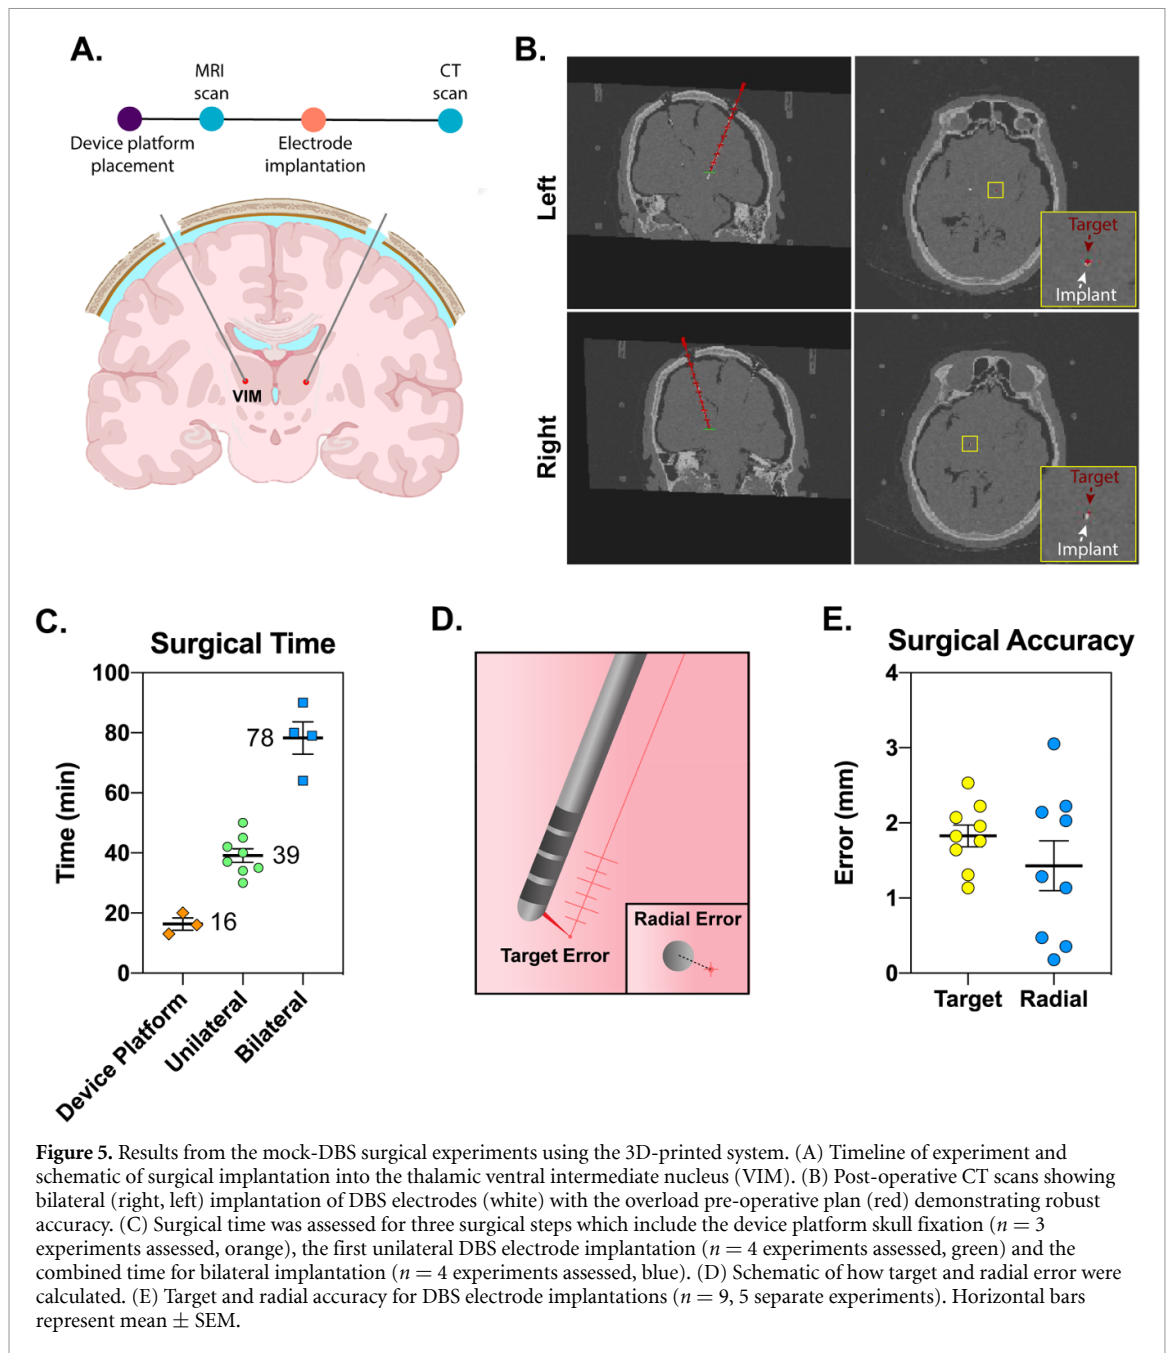 A.
MRI
scan
CT
scan
Device platform
placement
Electrode
implantation
VIM
B.
Left
Target
Implant
Right
Target
Implant
C.
Surgical Time
100
80
60
40
20
0
Time (min)
78
39
16
Device Platform
Unilateral
Bilateral
D.
Target Error
Radial Error
E.
Surgical Accuracy
4
3
2
1
0
Error (mm)
Target
Radial
Figure 5. Results from the mock-DBS surgical experiments using the 3D-printed system. (A) Timeline of experiment and
schematic of surgical implantation into the thalamic ventral intermediate nucleus (VIM). (B) Post-operative CT scans showing
bilateral (right, left) implantation of DBS electrodes (white) with the overload pre-operative plan (red) demonstrating robust
accuracy. (C) Surgical time was assessed for three surgical steps which include the device platform skull fixation (n = 3
experiments assessed, orange), the first unilateral DBS electrode implantation (n = 4 experiments assessed, green) and the
combined time for bilateral implantation (n = 4 experiments assessed, blue). (D) Schematic of how target and radial error were
calculated. (E) Target and radial accuracy for DBS electrode implantations (n = 9, 5 separate experiments). Horizontal bars
represent mean ± SEM.